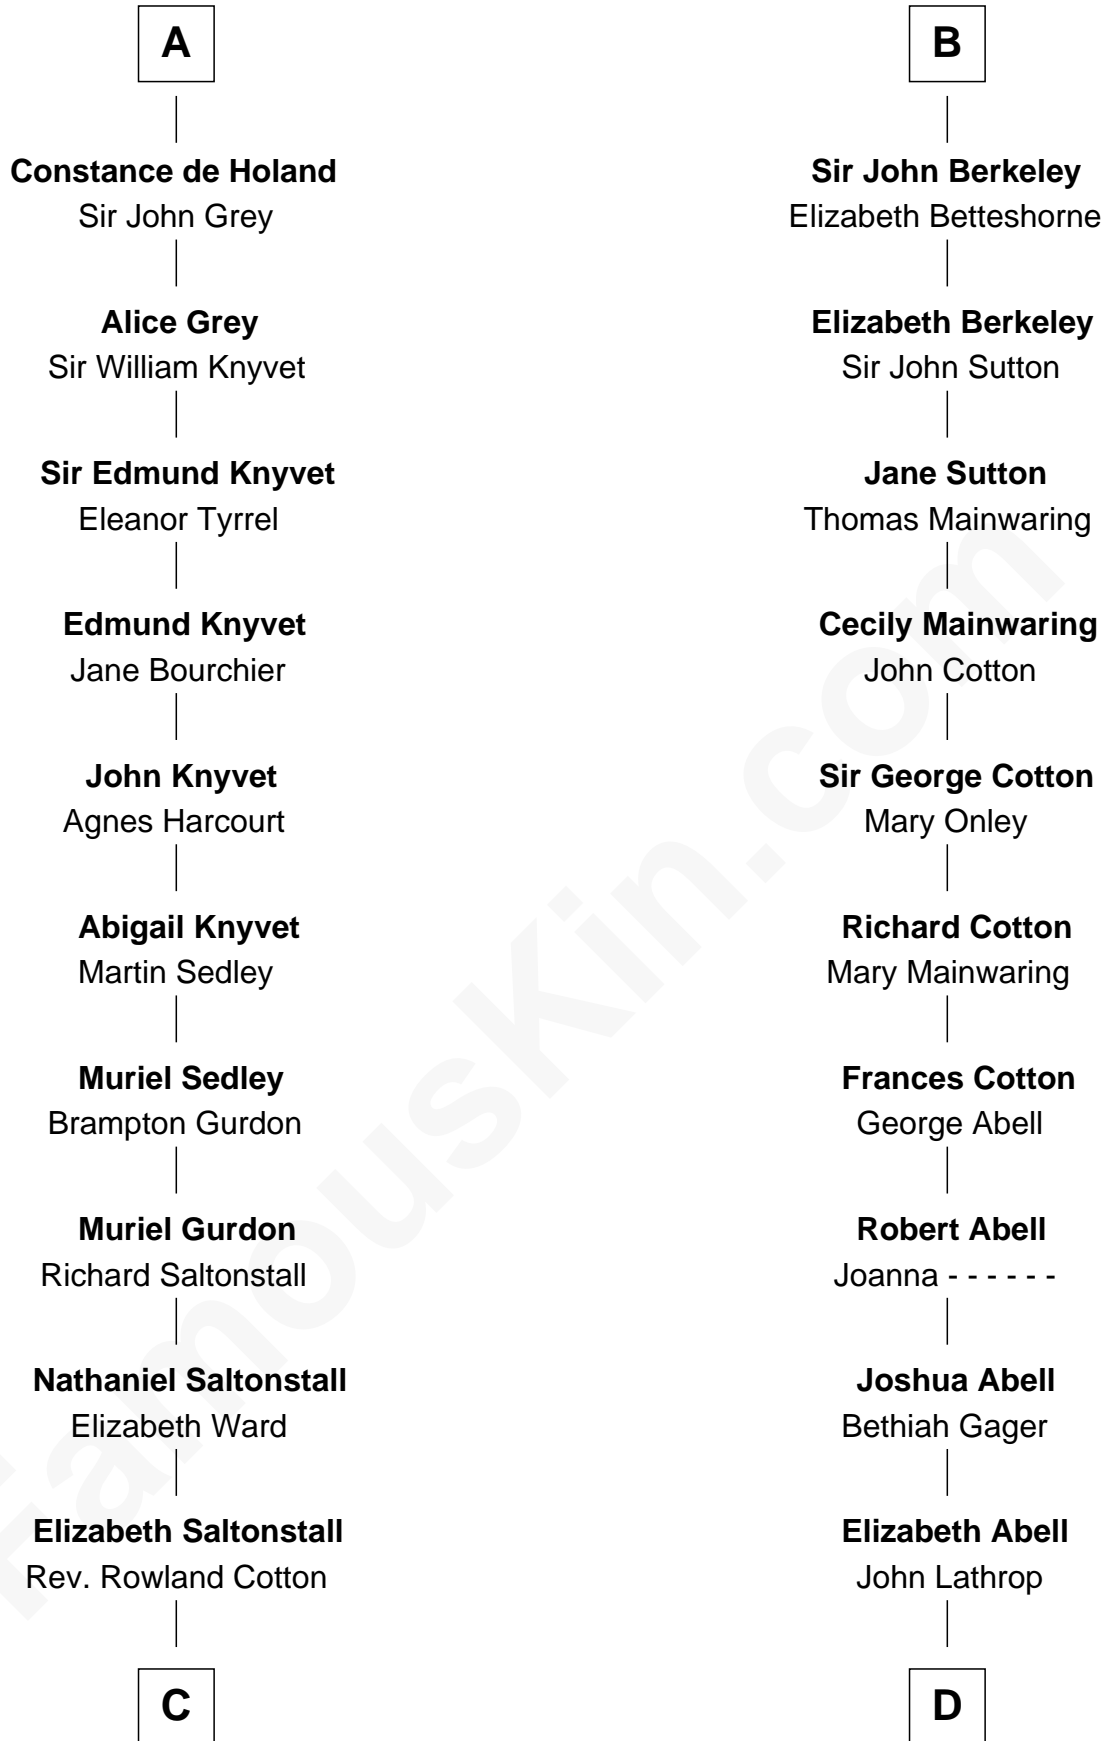 A
Constance de Holand
Sir John Grey
Alice Grey
Sir William Knyvet
Sir Edmund Knyvet
Eleanor Tyrrel
Edmund Knyvet
Jane Bourchier
John Knyvet
Agnes Harcourt
Abigail Knyvet
Martin Sedley
Muriel Sedley
Brampton Gurdon
Muriel Gurdon
Richard Saltonstall
Nathaniel Saltonstall
Elizabeth Ward
Elizabeth Saltonstall
Rev. Rowland Cotton
C
B
Sir John Berkeley
Elizabeth Betteshorne
Elizabeth Berkeley
Sir John Sutton
Jane Sutton
Thomas Mainwaring
Cecily Mainwaring
John Cotton
Sir George Cotton
Mary Onley
Richard Cotton
Mary Mainwaring
Frances Cotton
George Abell
Robert Abell
Joanna - - - - - -
Joshua Abell
Bethiah Gager
Elizabeth Abell
John Lathrop
D
FamousKin.com